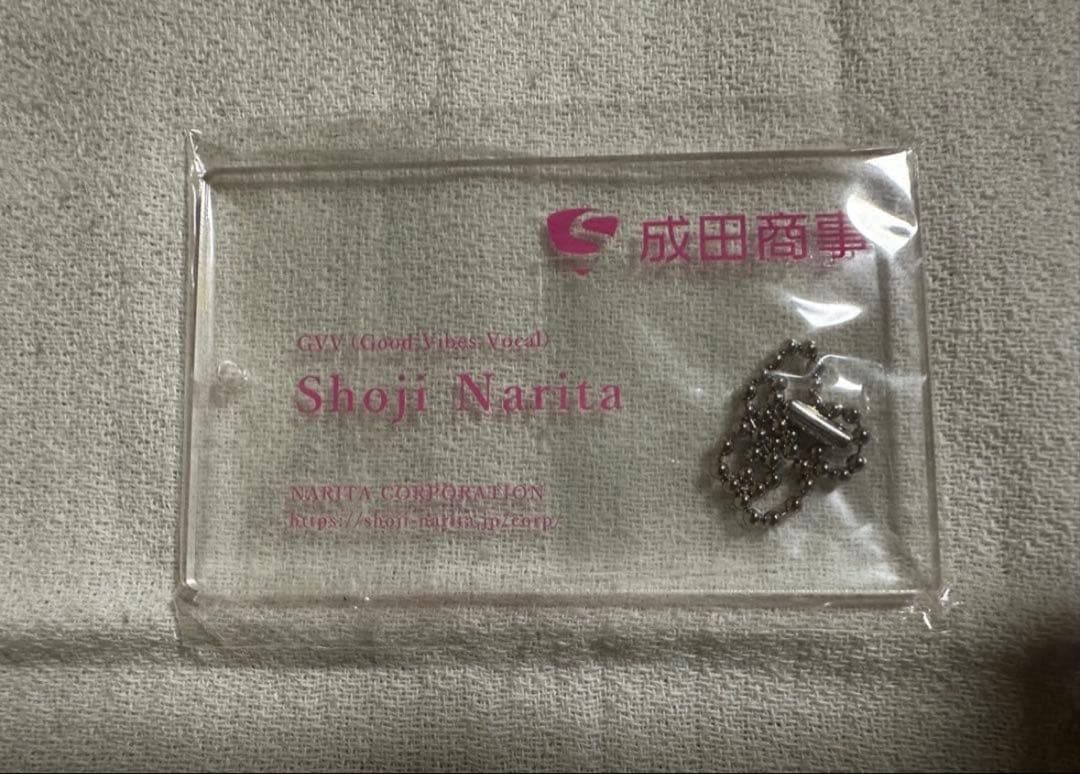 成田商事
GVV (Good Vibes Vocal)
Shoji Narita
NARITA CORPORATION
https://shoji-narita.jp/corp/